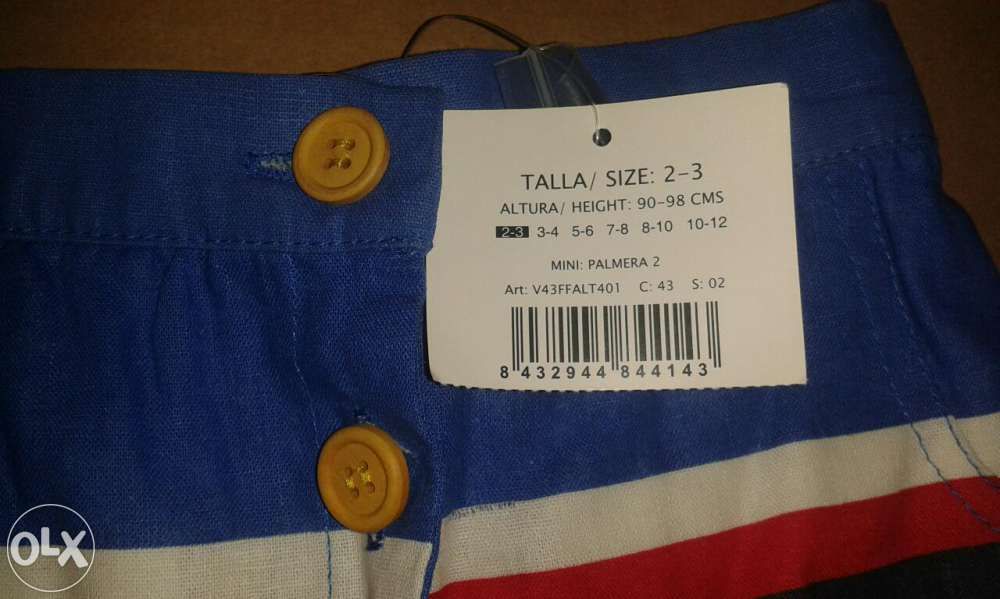 TALLA/ SIZE: 2-3
ALTURA/ HEIGHT: 90-98 CMS
2-3 3-4 5-6 7-8 8-10 10-12
MINI: PALMERA 2
Art: V43FFALT401 C: 43 S: 02
8 432944 844143
OLX